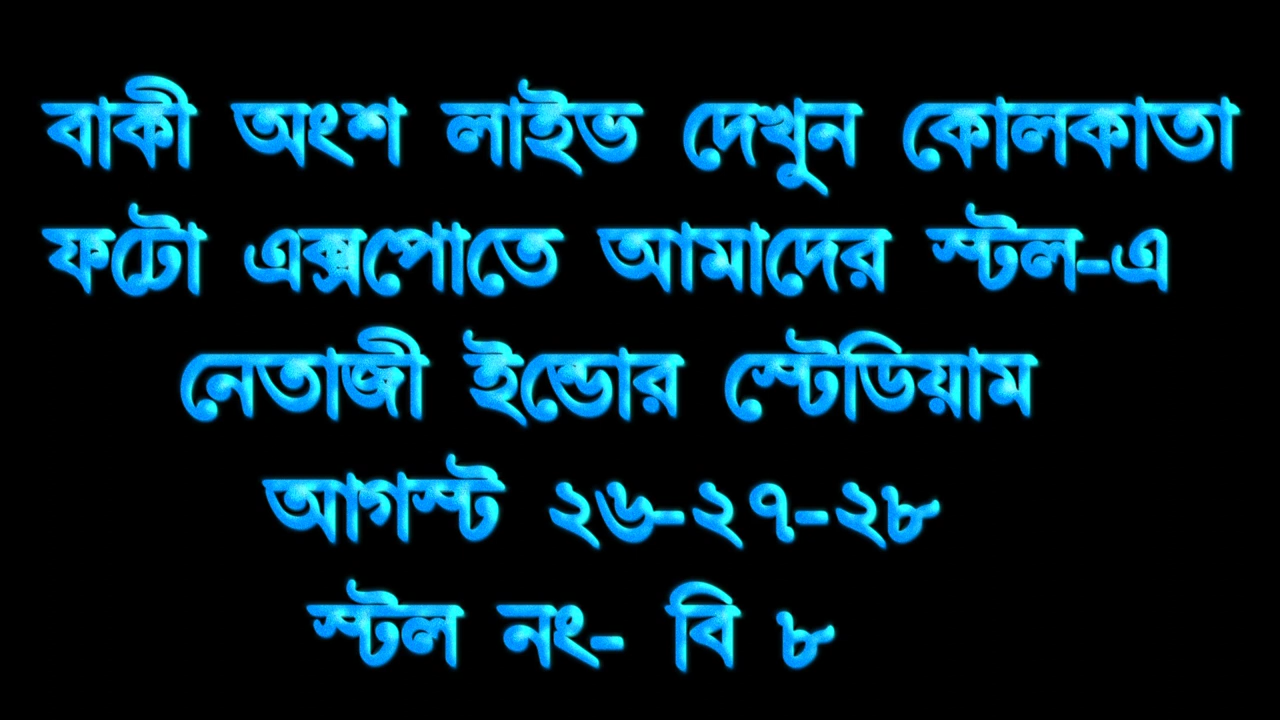 বাকী অংশ লাইভ দেখুন কোলকাতা
ফটো এক্সপোতে আমাদের স্টল-এ
নেতাজী ইন্ডোর স্টেডিয়াম
আগস্ট ২৬-২৭-২৮
স্টল নং- বি ৮